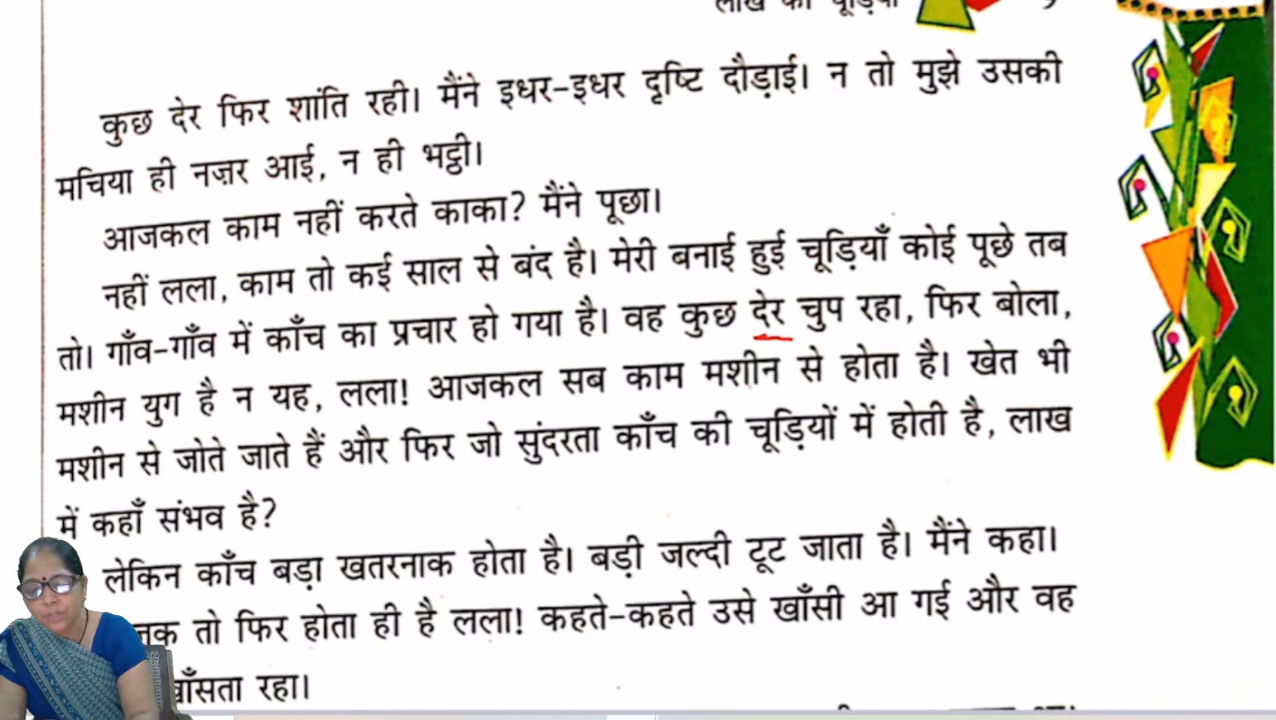 लाख की चूड़ियाँ 9
कुछ देर फिर शांति रही। मैंने इधर-इधर दृष्टि दौड़ाई। न तो मुझे उसकी
मचिया ही नज़र आई, न ही भट्ठी।
आजकल काम नहीं करते काका? मैंने पूछा।
नहीं लला, काम तो कई साल से बंद है। मेरी बनाई हुई चूड़ियाँ कोई पूछे तब
तो। गाँव-गाँव में काँच का प्रचार हो गया है। वह कुछ देर चुप रहा, फिर बोला,
मशीन युग है न यह, लला! आजकल सब काम मशीन से होता है। खेत भी
मशीन से जोते जाते हैं और फिर जो सुंदरता काँच की चूड़ियों में होती है, लाख
में कहाँ संभव है?
लेकिन काँच बड़ा खतरनाक होता है। बड़ी जल्दी टूट जाता है। मैंने कहा।
तो फिर होता ही है लला! कहते-कहते उसे खाँसी आ गई और वह
खाँसता रहा।